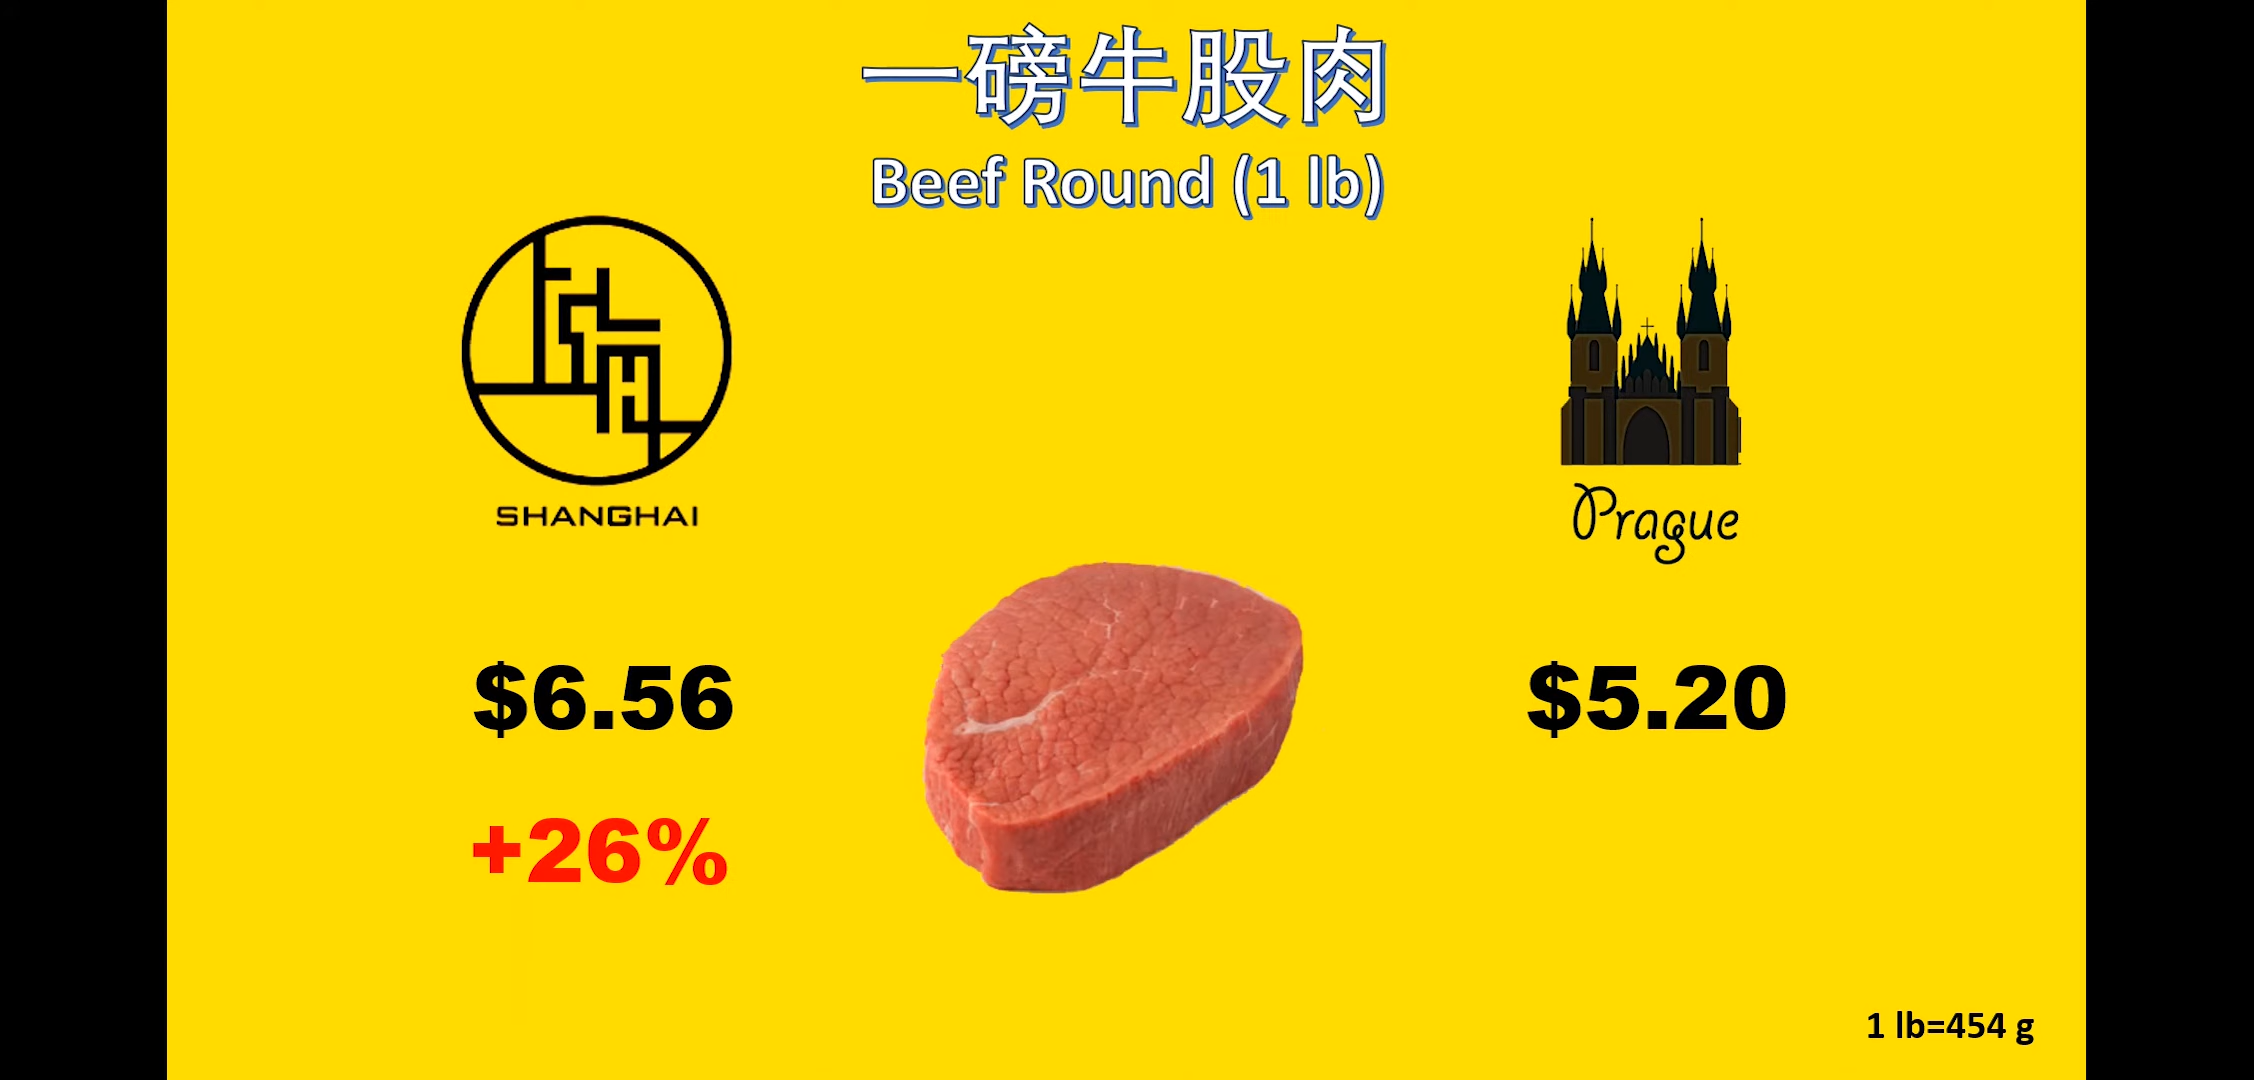 一磅牛股肉
Beef Round (1 lb)
SHANGHAI
Prague
$6.56
$5.20
+26%
1 lb=454 g